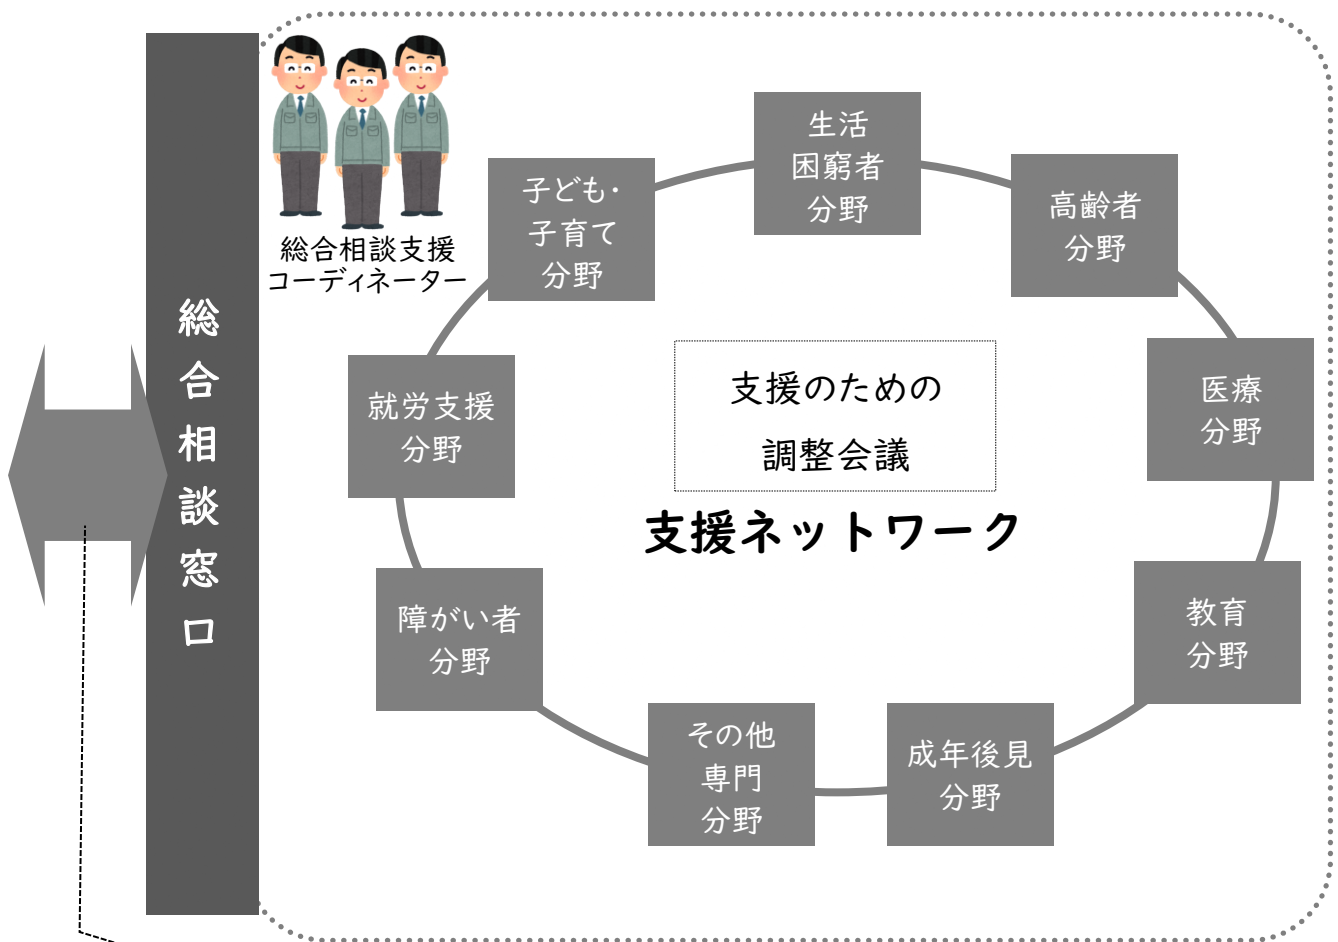 総合相談窓口
総合相談支援
コーディネーター
生活
困窮者
分野
子ども・
子育て
分野
高齢者
分野
就労支援
分野
支援のための
調整会議
医療
分野
支援ネットワーク
障がい者
分野
教育
分野
その他
専門
分野
成年後見
分野